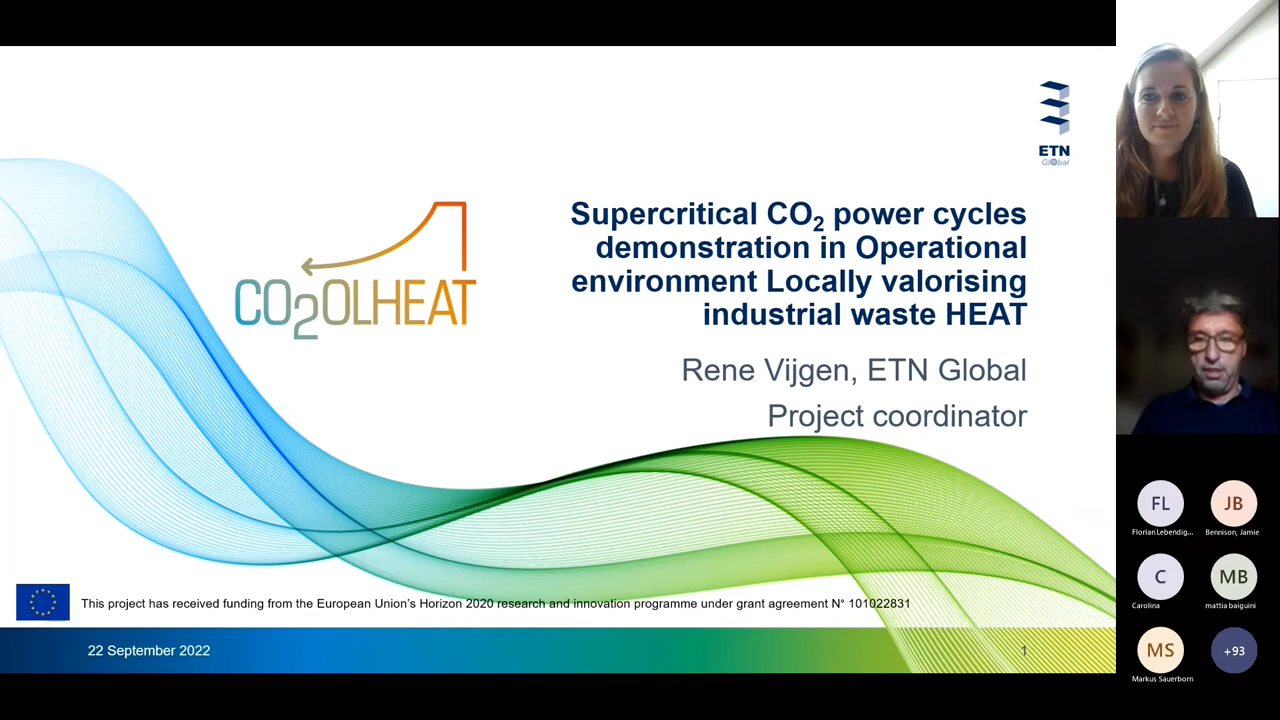 ETN
Global
CO2OLHEAT
Supercritical CO₂ power cycles
demonstration in Operational
environment Locally valorising
industrial waste HEAT
Rene Vijgen, ETN Global
Project coordinator
This project has received funding from the European Union's Horizon 2020 research and innovation programme under grant agreement N° 101022831
22 September 2022
1
FL
JB
Florian Lebendig...
Bennison, Jamie
C
MB
Carolina
mattia baiguini
MS
+93
Markus Sauerborn